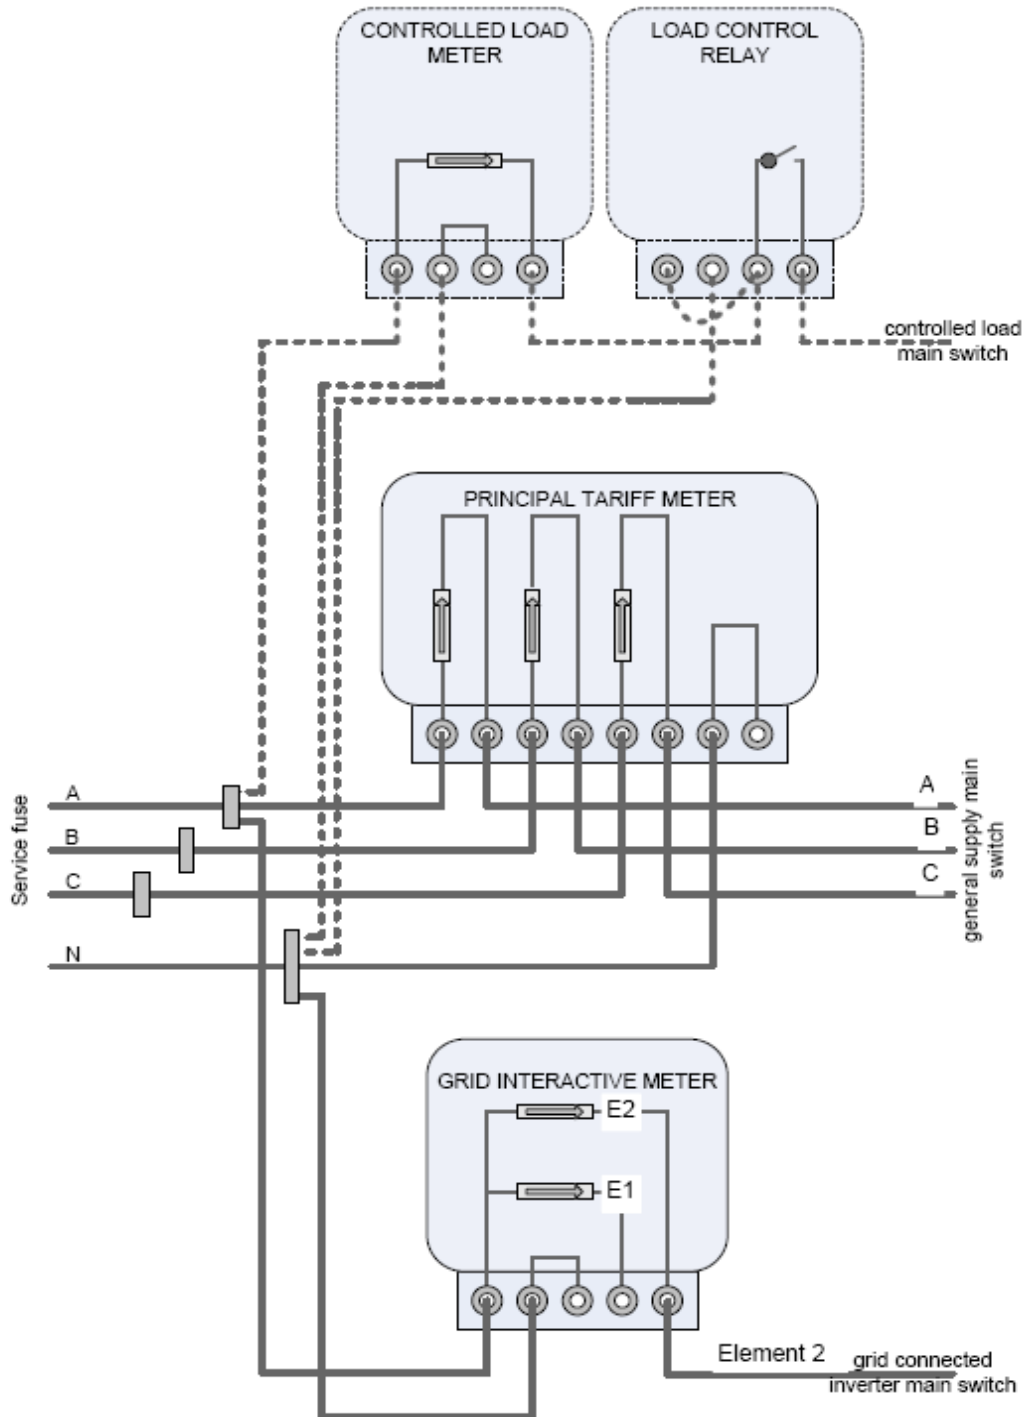 CONTROLLED LOAD
METER
LOAD CONTROL
RELAY
controlled load
main switch
PRINCIPAL TARIFF METER
Service fuse
A
B
C
N
A
B
C
general supply main
switch
GRID INTERACTIVE METER
E2
E1
Element 2
grid connected
inverter main switch